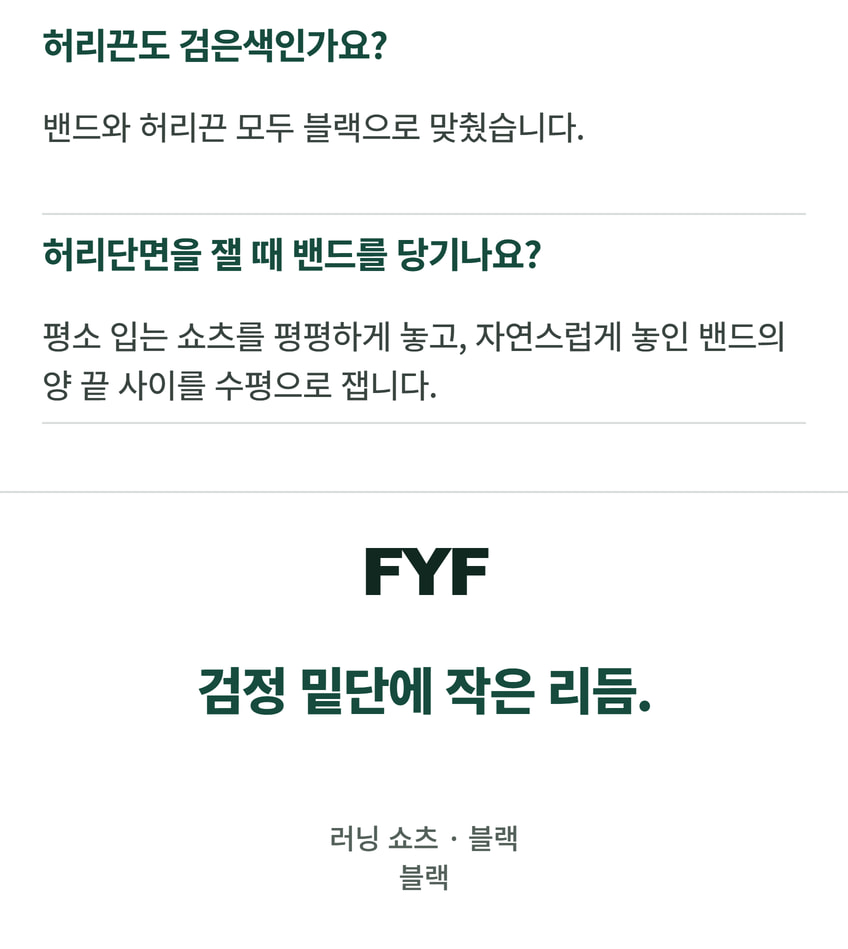 허리끈도 검은색인가요?
밴드와 허리끈 모두 블랙으로 맞췄습니다.
허리단면을 잴 때 밴드를 당기나요?
평소 입는 쇼츠를 평평하게 놓고, 자연스럽게 놓인 밴드의
양 끝 사이를 수평으로 잽니다.
FYF
검정 밑단에 작은 리듬.
러닝 쇼츠 · 블랙
블랙